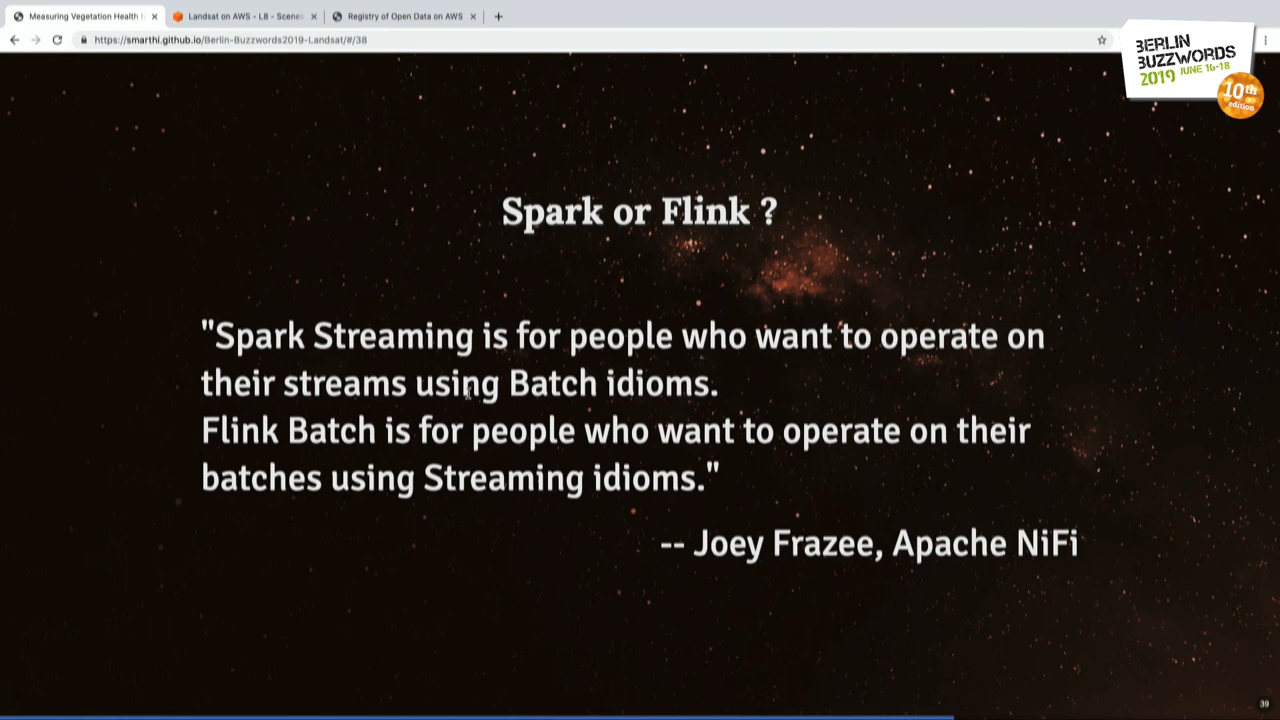 Measuring Vegetation Health t
Landsat on AWS - L8 - Scenes
Registry of Open Data on AWS
https://smarthi.github.io/Berlin-Buzzwords2019-Landsat/#/38
BERLIN
BUZZWORDS
2019 JUNE 16-18
10th
edition
Spark or Flink ?
"Spark Streaming is for people who want to operate on
their streams using Batch idioms.
Flink Batch is for people who want to operate on their
batches using Streaming idioms."
-- Joey Frazee, Apache NiFi
39